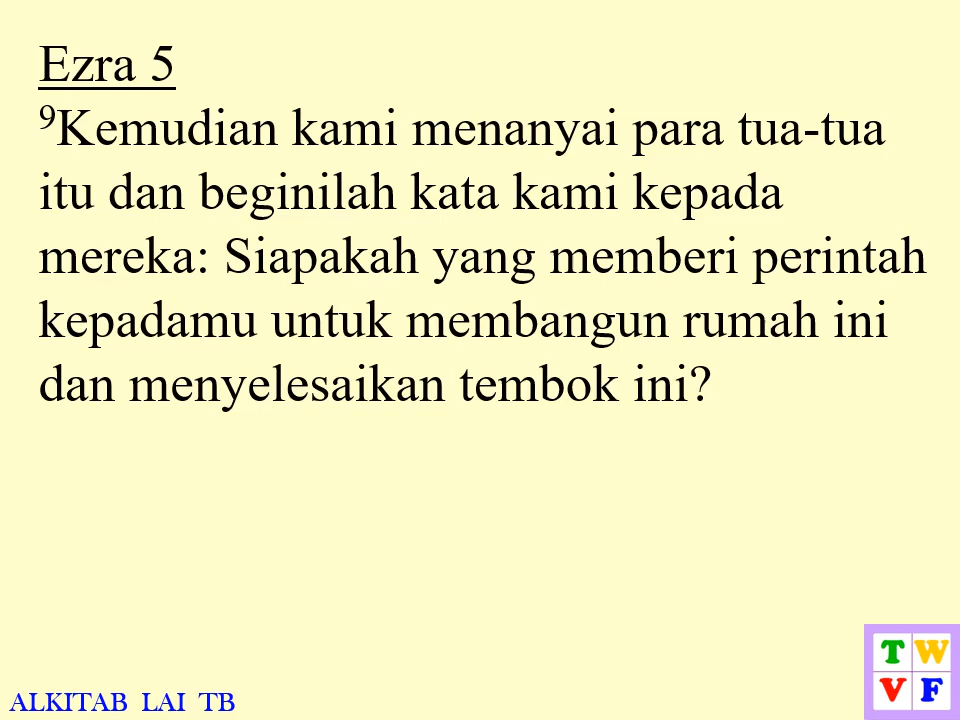 Ezra 5
⁹Kemudian kami menanyai para tua-tua
itu dan beginilah kata kami kepada
mereka: Siapakah yang memberi perintah
kepadamu untuk membangun rumah ini
dan menyelesaikan tembok ini?
ALKITAB LAI TB
T W
V F